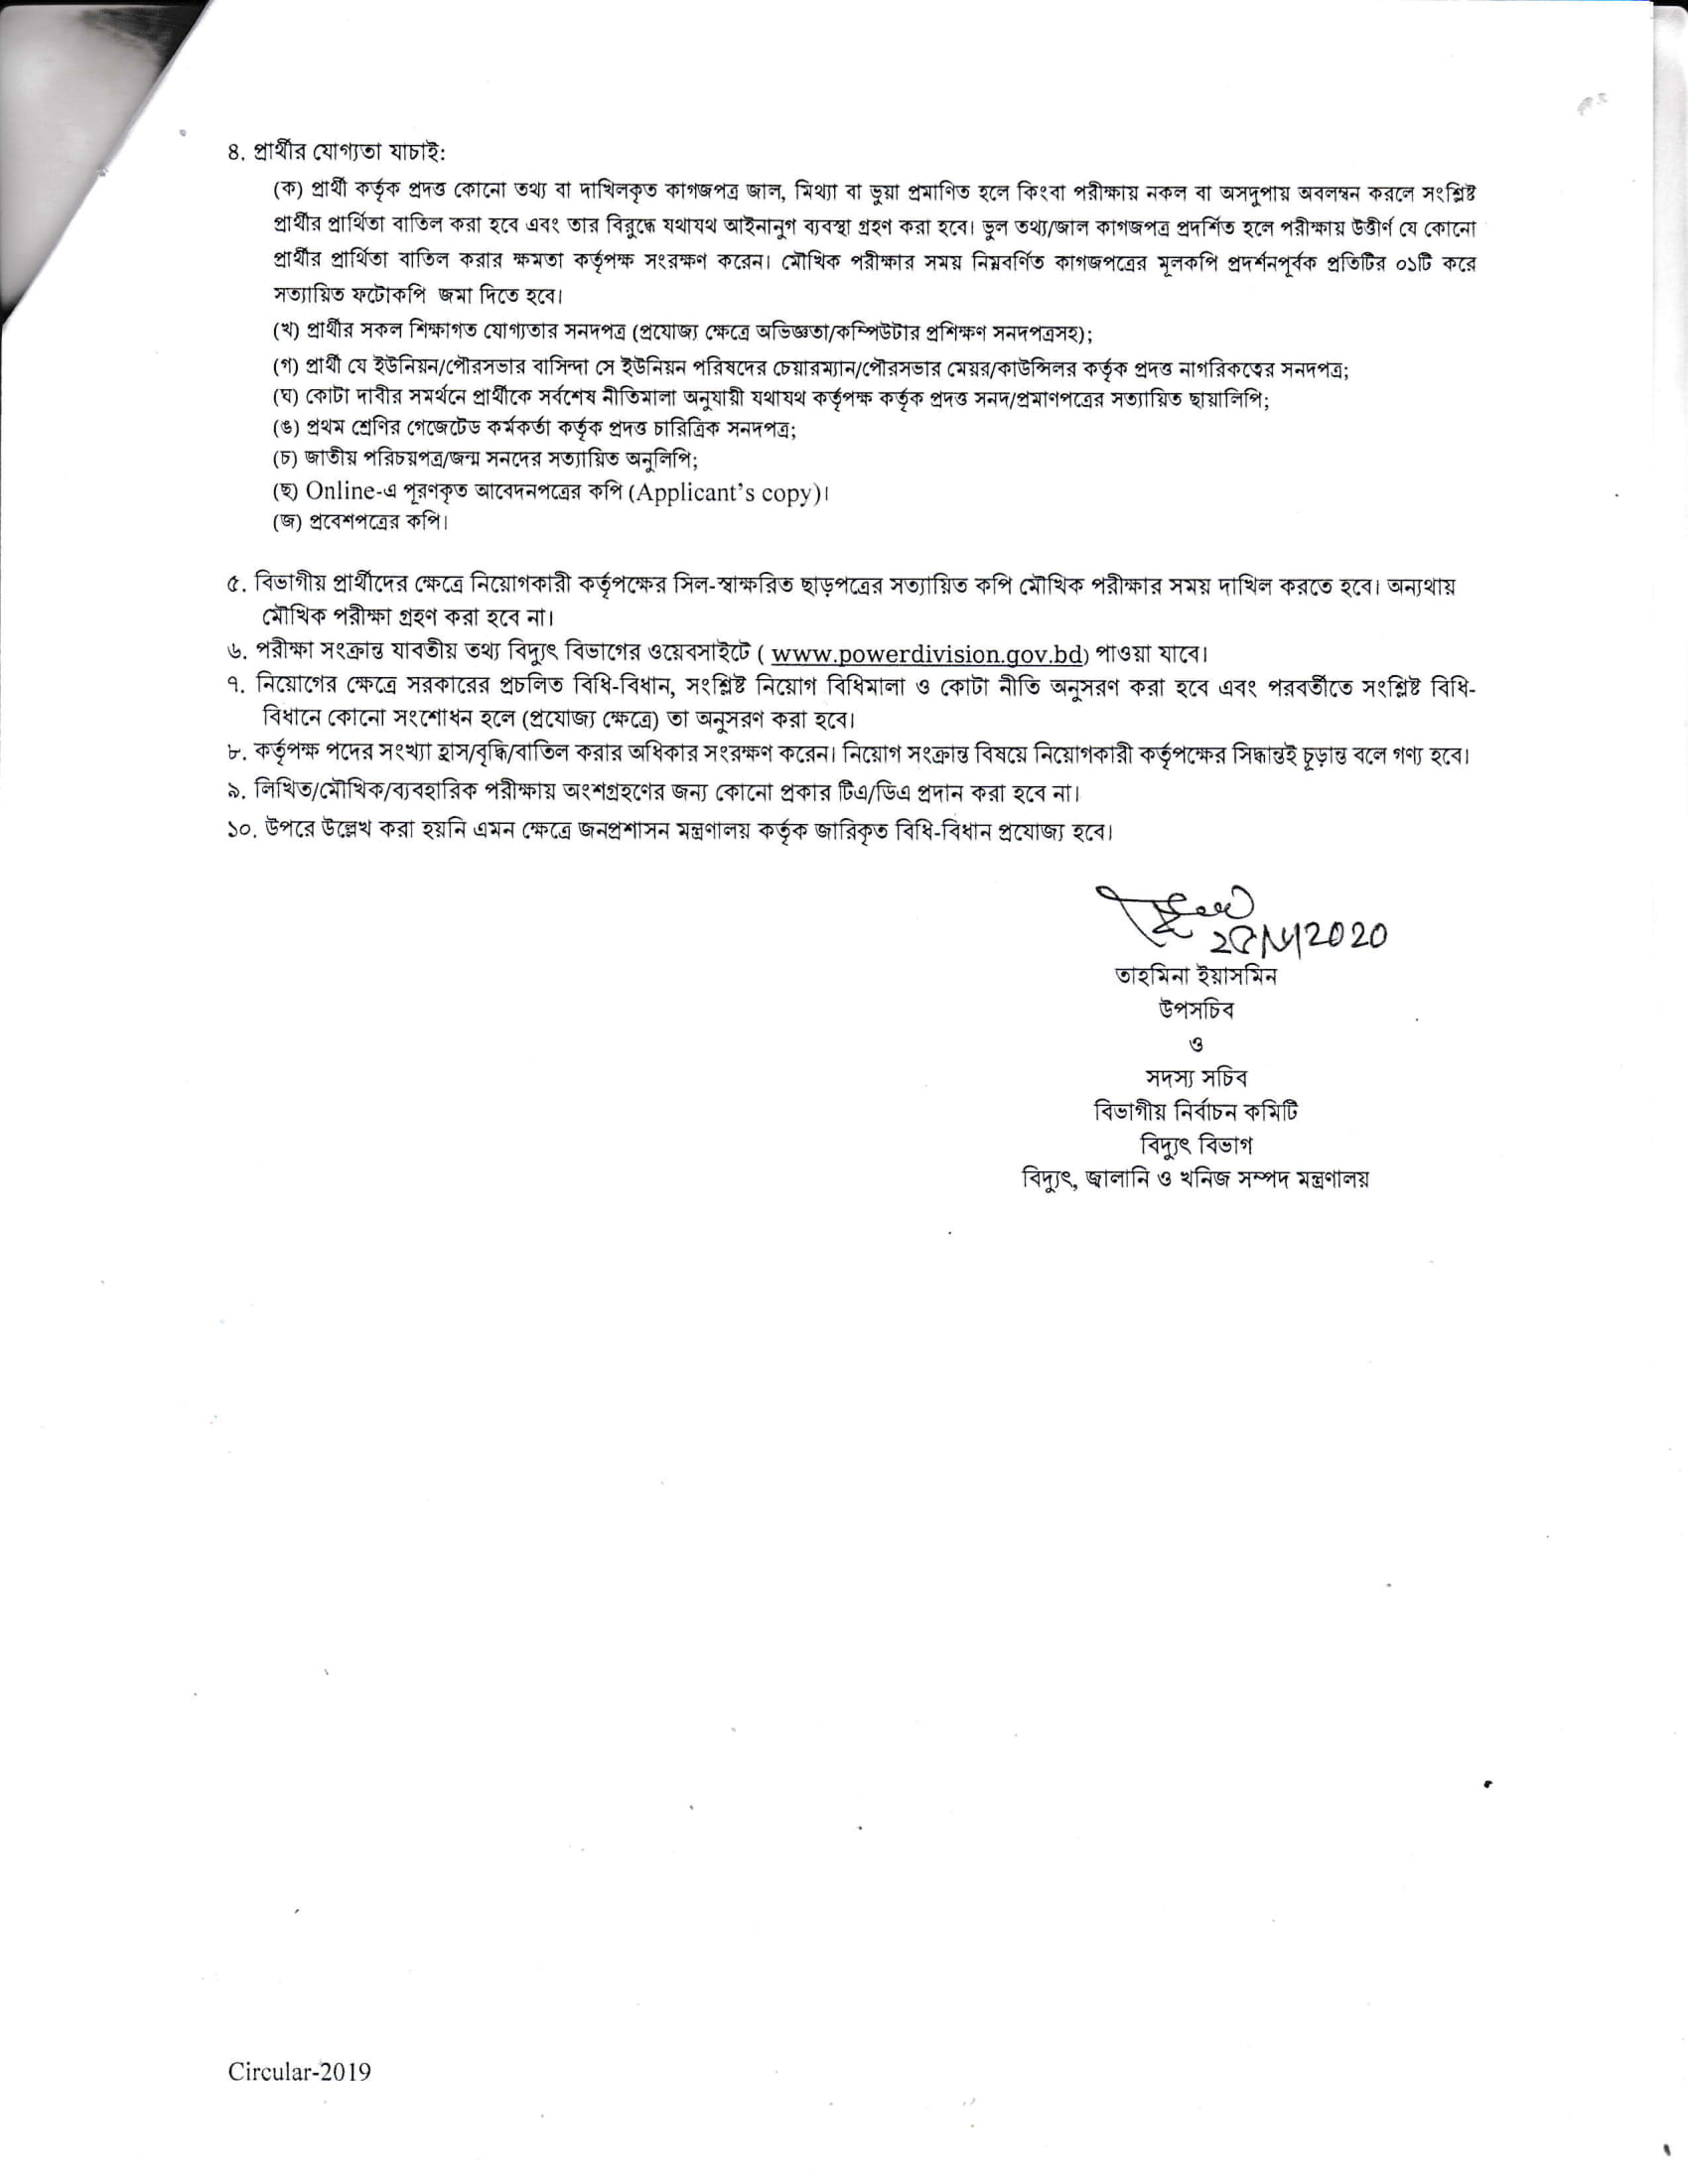 ৪. প্রার্থীর যোগ্যতা যাচাই:
(ক) প্রার্থী কর্তৃক প্রদত্ত কোনো তথ্য বা দাখিলকৃত কাগজপত্র জাল, মিথ্যা বা ভুয়া প্রমাণিত হলে কিংবা পরীক্ষায় নকল বা অসদুপায় অবলম্বন করলে সংশ্লিষ্ট
প্রার্থীর প্রার্থিতা বাতিল করা হবে এবং তার বিরুদ্ধে যথাযথ আইনানুগ ব্যবস্থা গ্রহণ করা হবে। ভুল তথ্য/জাল কাগজপত্র প্রদর্শিত হলে পরীক্ষায় উত্তীর্ণ যে কোনো
প্রার্থীর প্রার্থিতা বাতিল করার ক্ষমতা কর্তৃপক্ষ সংরক্ষণ করেন। মৌখিক পরীক্ষার সময় নিম্নবর্ণিত কাগজপত্রের মূলকপি প্রদর্শনপূর্বক প্রতিটির ০১টি করে
সত্যায়িত ফটোকপি জমা দিতে হবে।
(খ) প্রার্থীর সকল শিক্ষাগত যোগ্যতার সনদপত্র (প্রযোজ্য ক্ষেত্রে অভিজ্ঞতা/কম্পিউটার প্রশিক্ষণ সনদপত্রসহ);
(গ) প্রার্থী যে ইউনিয়ন/পৌরসভার বাসিন্দা সে ইউনিয়ন পরিষদের চেয়ারম্যান/পৌরসভার মেয়র/কাউন্সিলর কর্তৃক প্রদত্ত নাগরিকত্বের সনদপত্র;
(ঘ) কোটা দাবীর সমর্থনে প্রার্থীকে সর্বশেষ নীতিমালা অনুযায়ী যথাযথ কর্তৃপক্ষ কর্তৃক প্রদত্ত সনদ/প্রমাণপত্রের সত্যায়িত ছায়ালিপি;
(ঙ) প্রথম শ্রেণির গেজেটেড কর্মকর্তা কর্তৃক প্রদত্ত চারিত্রিক সনদপত্র;
(চ) জাতীয় পরিচয়পত্র/জন্ম সনদের সত্যায়িত অনুলিপি;
(ছ) Online-এ পূরণকৃত আবেদনপত্রের কপি (Applicant's copy)।
(জ) প্রবেশপত্রের কপি।
৫. বিভাগীয় প্রার্থীদের ক্ষেত্রে নিয়োগকারী কর্তৃপক্ষের সিল-স্বাক্ষরিত ছাড়পত্রের সত্যায়িত কপি মৌখিক পরীক্ষার সময় দাখিল করতে হবে। অন্যথায়
মৌখিক পরীক্ষা গ্রহণ করা হবে না।
৬. পরীক্ষা সংক্রান্ত যাবতীয় তথ্য বিদ্যুৎ বিভাগের ওয়েবসাইটে ( www.powerdivision.gov.bd) পাওয়া যাবে।
৭. নিয়োগের ক্ষেত্রে সরকারের প্রচলিত বিধি-বিধান, সংশ্লিষ্ট নিয়োগ বিধিমালা ও কোটা নীতি অনুসরণ করা হবে এবং পরবর্তীতে সংশ্লিষ্ট বিধি-
বিধানে কোনো সংশোধন হলে (প্রযোজ্য ক্ষেত্রে) তা অনুসরণ করা হবে।
৮. কর্তৃপক্ষ পদের সংখ্যা হ্রাস/বৃদ্ধি/বাতিল করার অধিকার সংরক্ষণ করেন। নিয়োগ সংক্রান্ত বিষয়ে নিয়োগকারী কর্তৃপক্ষের সিদ্ধান্তই চূড়ান্ত বলে গণ্য হবে।
৯. লিখিত/মৌখিক/ব্যবহারিক পরীক্ষায় অংশগ্রহণের জন্য কোনো প্রকার টিএ/ডিএ প্রদান করা হবে না।
১০. উপরে উল্লেখ করা হয়নি এমন ক্ষেত্রে জনপ্রশাসন মন্ত্রণালয় কর্তৃক জারিকৃত বিধি-বিধান প্রযোজ্য হবে।
তাহমিনা ইয়াসমিন
উপসচিব
ও
সদস্য সচিব
বিভাগীয় নির্বাচন কমিটি
বিদ্যুৎ বিভাগ
বিদ্যুৎ, জ্বালানি ও খনিজ সম্পদ মন্ত্রণালয়
Circular-2019